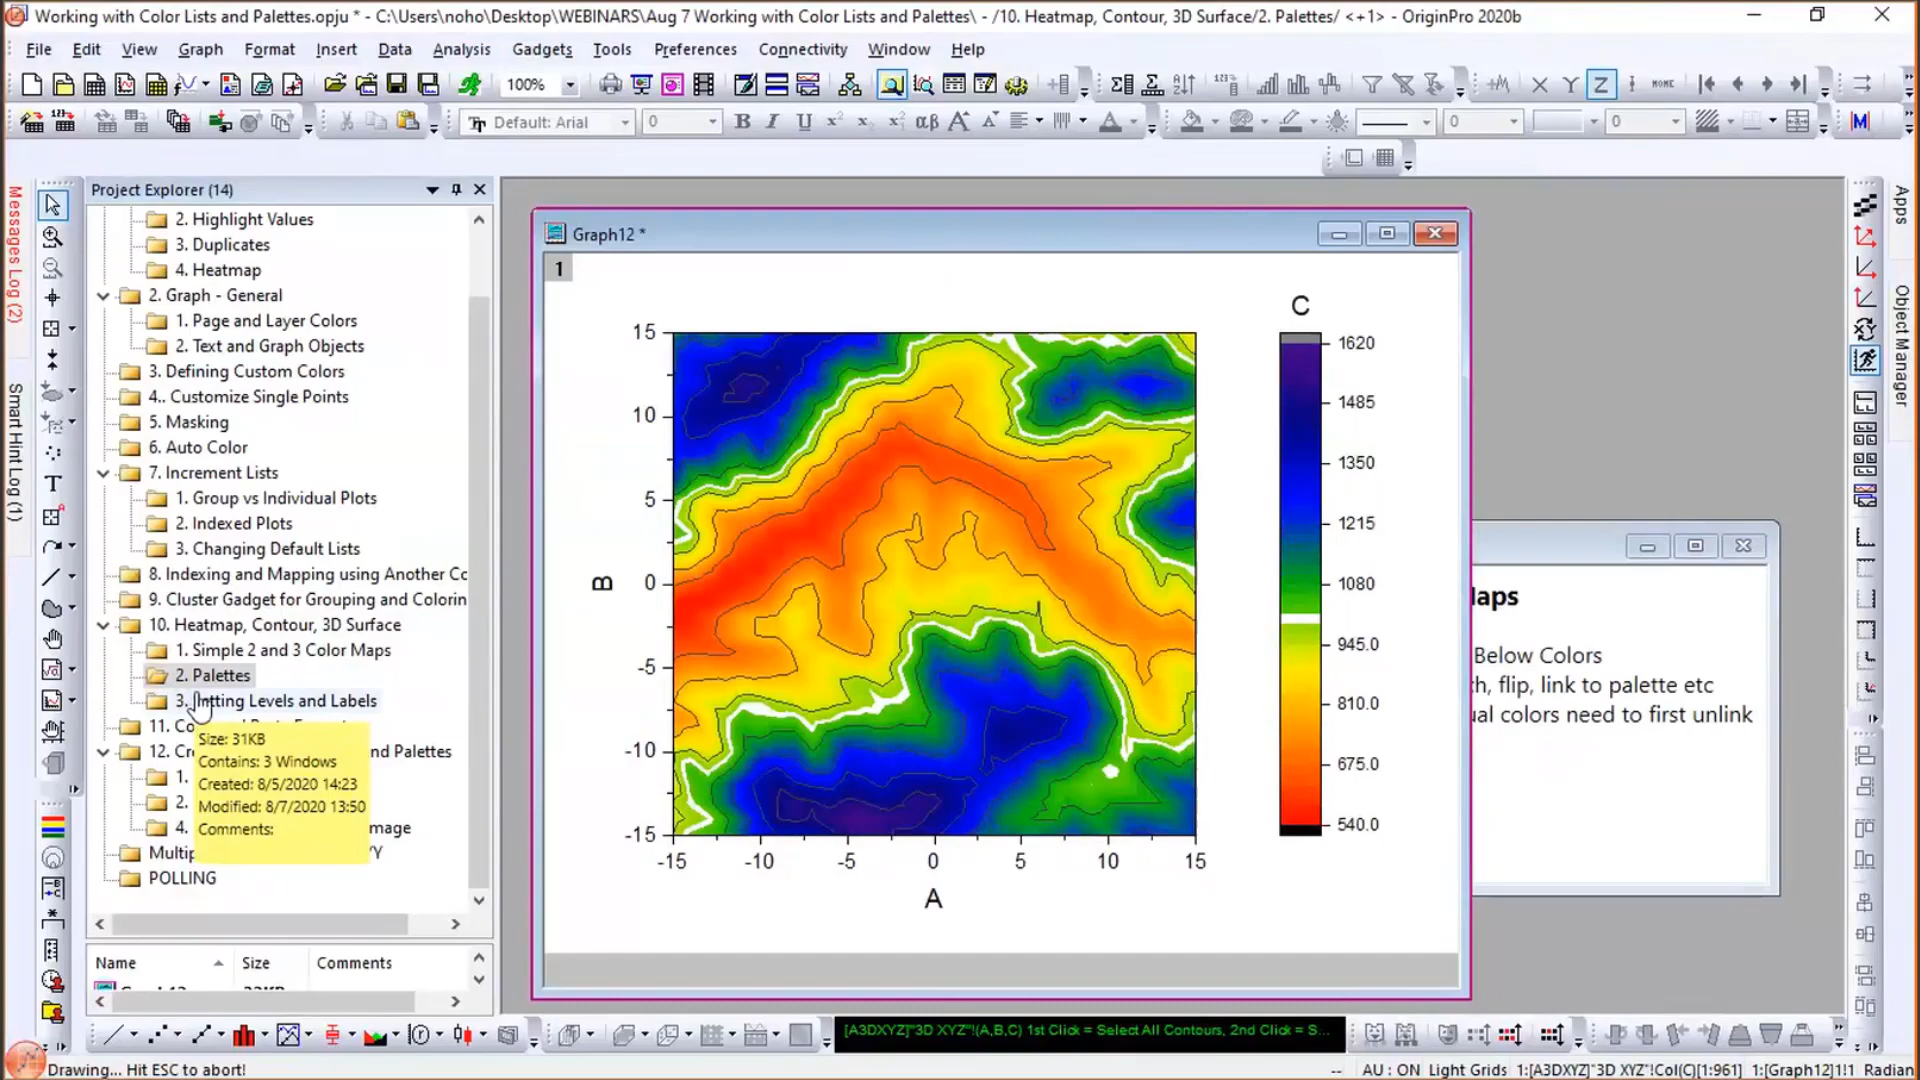 Working with Color Lists and Palettes.opju * - C:\Users\noho\Desktop\WEBINARS\Aug 7 Working with Color Lists and Palettes\ - /10. Heatmap, Contour, 3D Surface/2. Palettes/ <+1> - OriginPro 2020b
File Edit View Graph Format Insert Data Analysis Gadgets Tools Preferences Connectivity Window Help
100%
HOME
Default: Arial 0 B I U αβ A A 0 0
Project Explorer (14)
Messages Log (2)
Smart Hint Log (1)
Apps
Object Manager
2. Highlight Values
3. Duplicates
4. Heatmap
2. Graph - General
1. Page and Layer Colors
2. Text and Graph Objects
3. Defining Custom Colors
4.. Customize Single Points
5. Masking
6. Auto Color
7. Increment Lists
1. Group vs Individual Plots
2. Indexed Plots
3. Changing Default Lists
8. Indexing and Mapping using Another Co
9. Cluster Gadget for Grouping and Colorin
10. Heatmap, Contour, 3D Surface
1. Simple 2 and 3 Color Maps
2. Palettes
3. Levels and Labels
11.
12. nd Palettes
1.
2.
4. mage
POLLING
Size: 31KB
Contains: 3 Windows
Created: 8/5/2020 14:23
Modified: 8/7/2020 13:50
Comments:
Name Size Comments
Graph12 *
1
C
15
10
5
0
-5
-10
-15
B
-15 -10 -5 0 5 10 15
A
1620
1485
1350
1215
1080
945.0
810.0
675.0
540.0
aps
Below Colors
h, flip, link to palette etc
ual colors need to first unlink
[A3DXYZ]"3D XYZ"!(A,B,C) 1st Click = Select All Contours, 2nd Click = S...
Drawing... Hit ESC to abort!
-- AU : ON Light Grids 1:[A3DXYZ]"3D XYZ"!Col(C)[1:961] 1:[Graph12]1!1 Radian